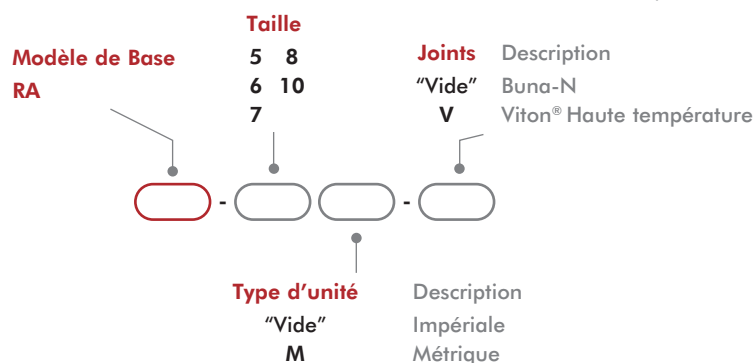 Taille
Modèle de Base
5 8
Joints Description
RA
6 10
“Vide” Buna-N
7
V Viton® Haute température
- -
Type d’unité Description
“Vide” Impériale
M Métrique